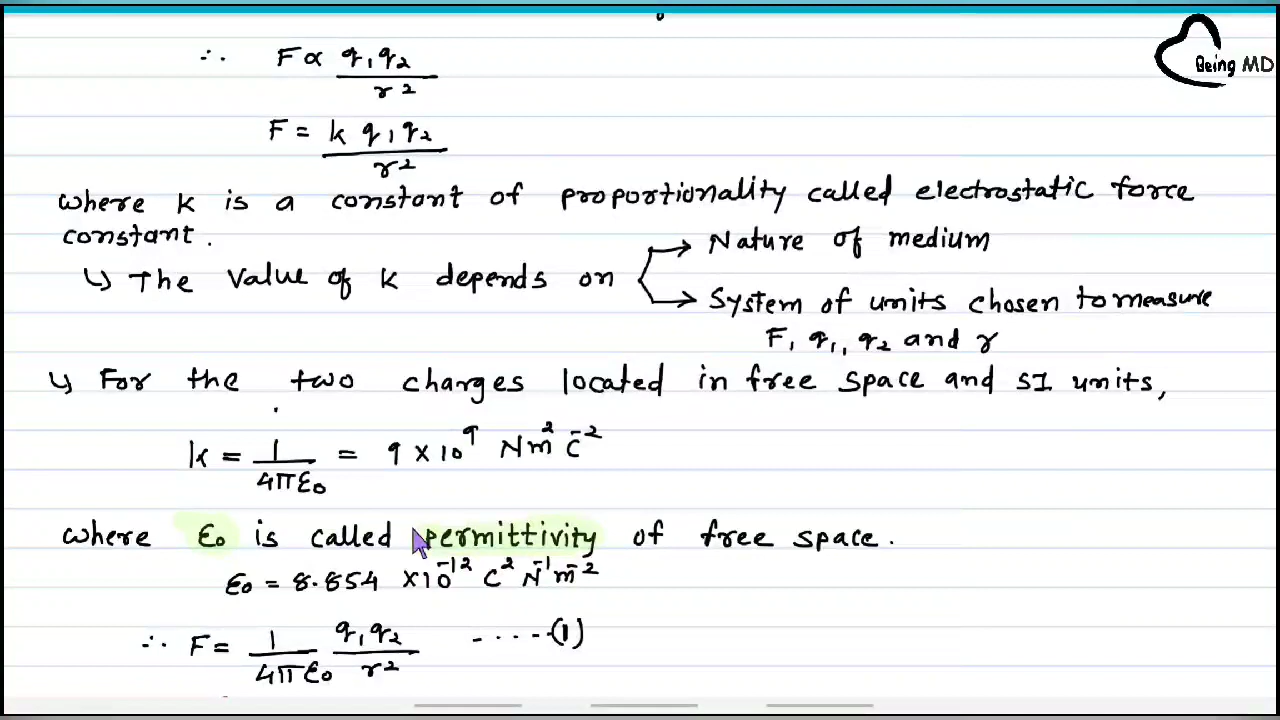 Being MD
∴ F ∝ q₁q₂ / r²
F = k q₁q₂ / r²
where k is a constant of proportionality called electrostatic force
constant.
↳ The value of k depends on
→ Nature of medium
→ System of units chosen to measure
F, q₁, q₂ and r
↳ For the two charges located in free space and SI units,
k = 1 / 4πε₀ = 9 × 10⁹ Nm² C⁻²
where ε₀ is called permittivity of free space.
ε₀ = 8.854 × 10⁻¹² C² N⁻¹ m⁻²
∴ F = 1 / 4πε₀ q₁q₂ / r² -----(1)